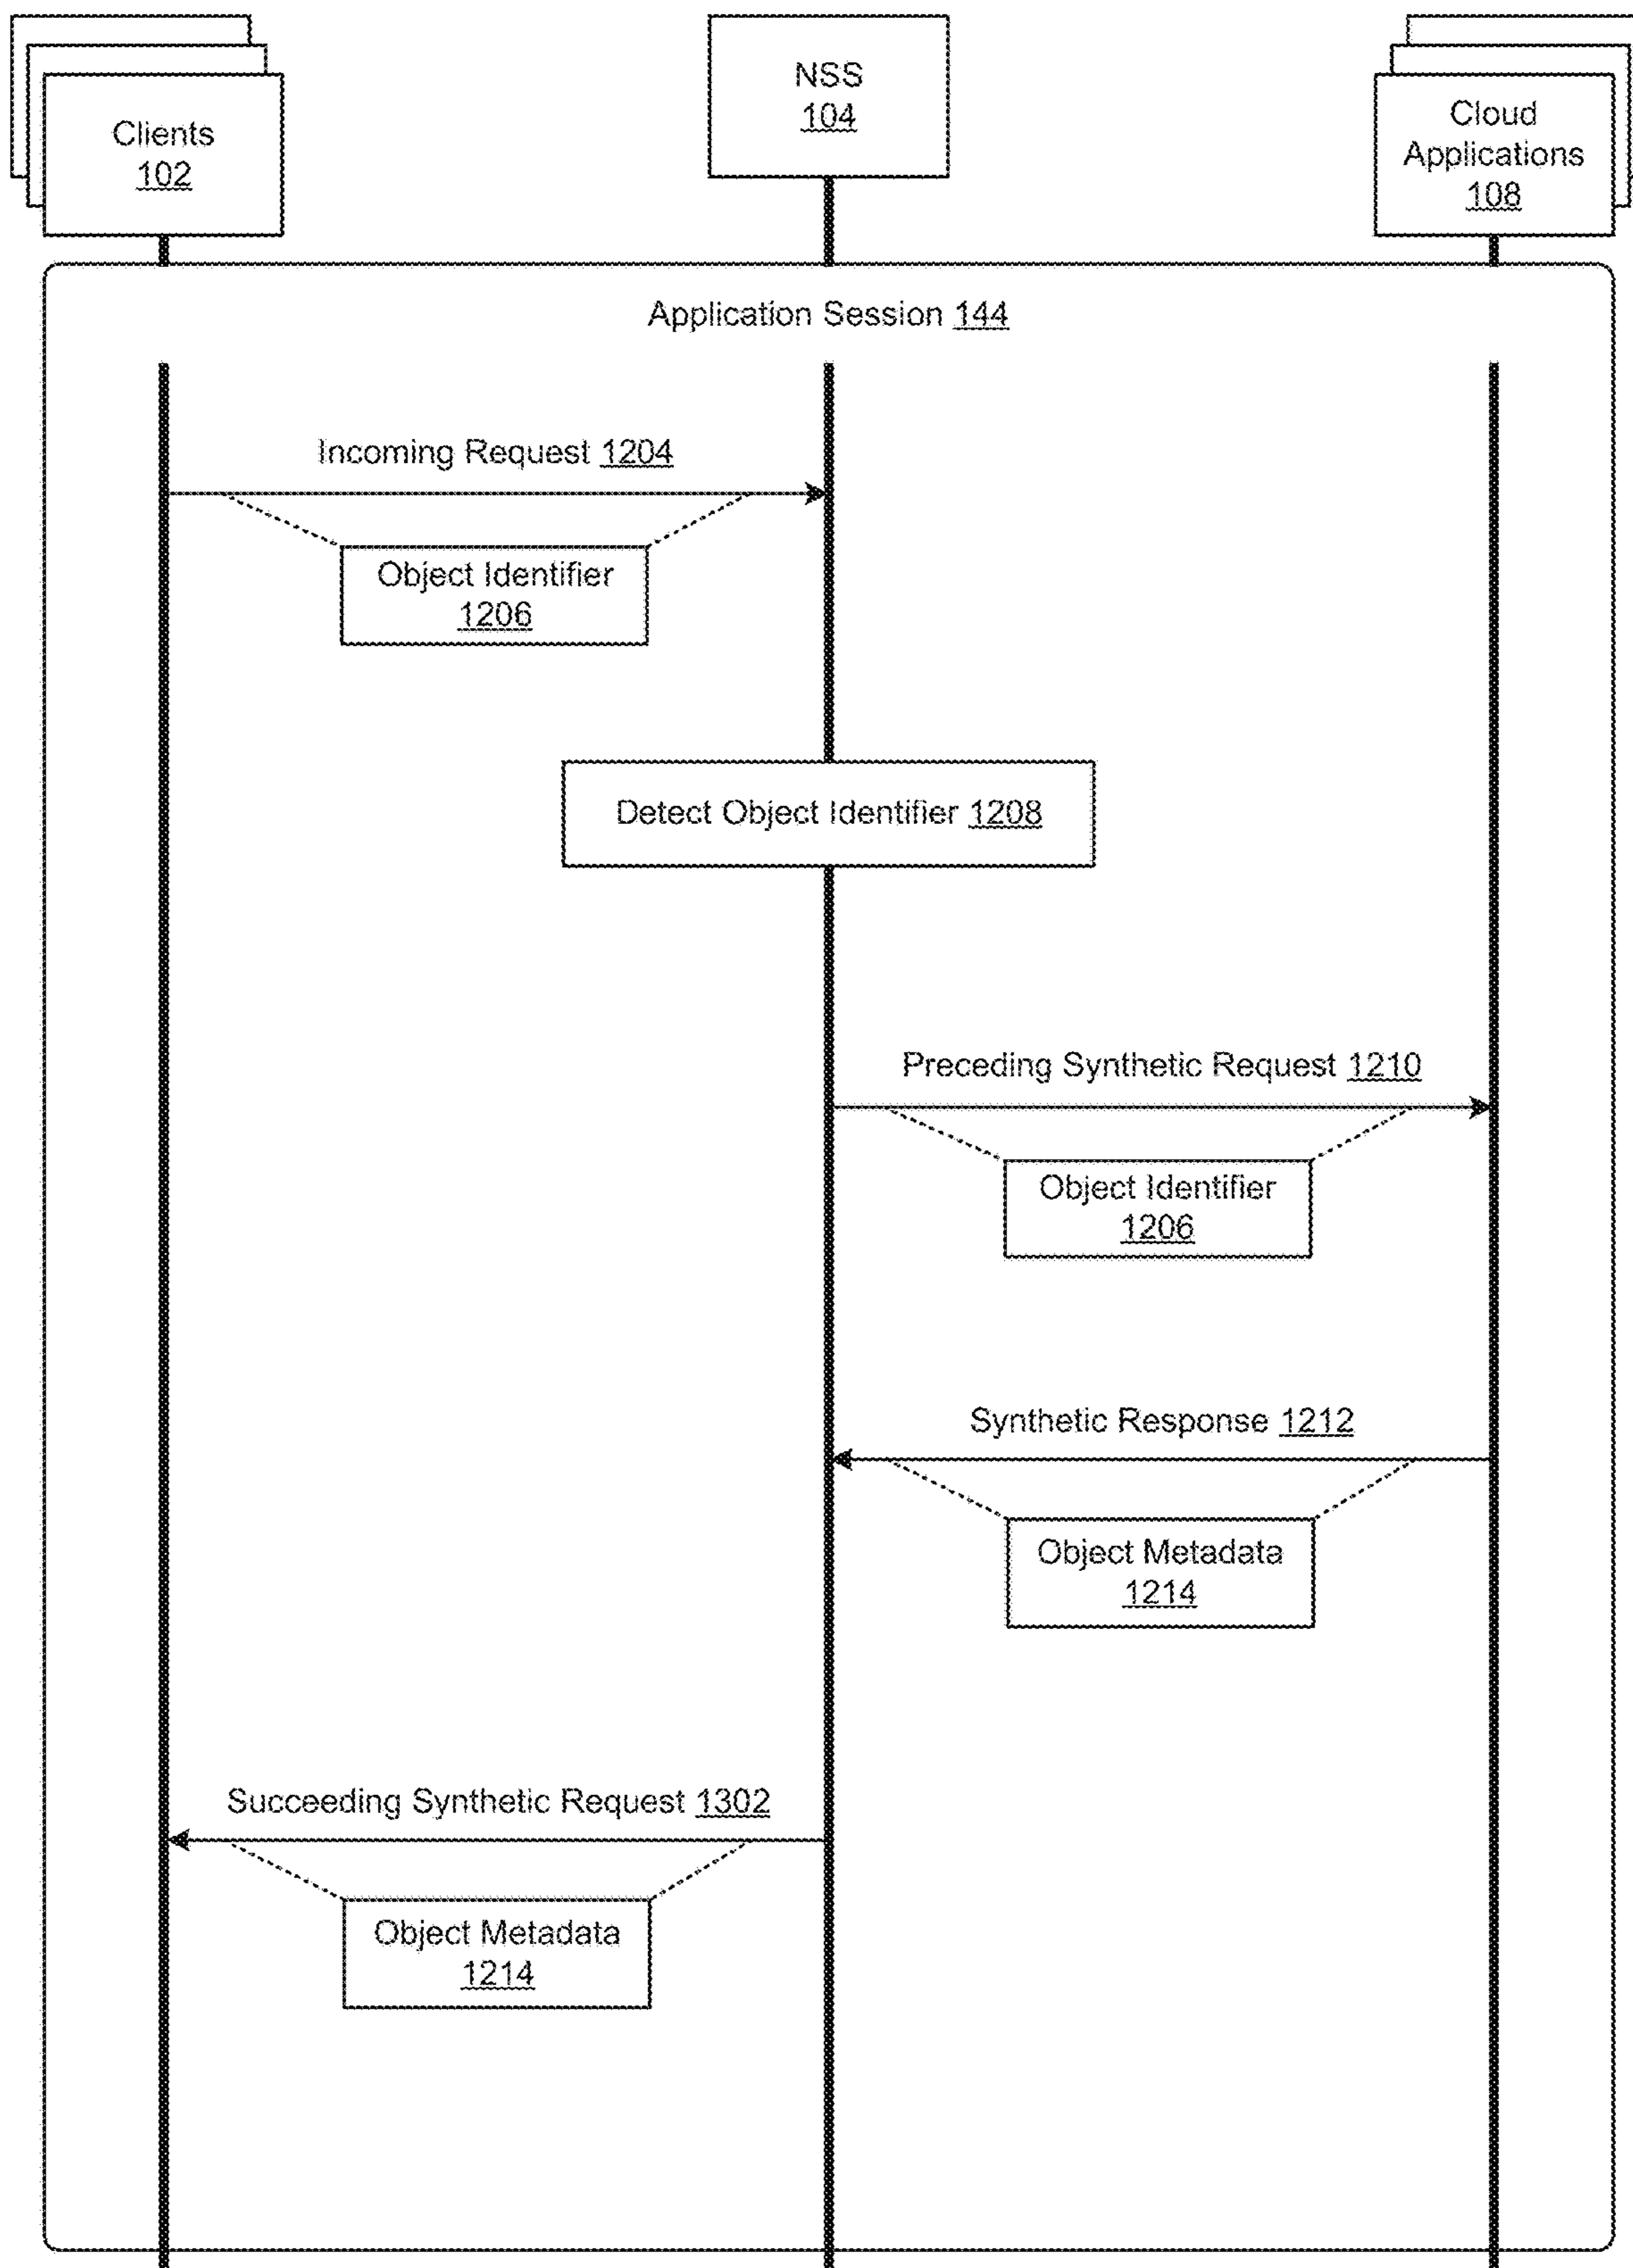 Clients
102
NSS
104
Cloud
Applications
108
Application Session 144
Incoming Request 1204
Object Identifier
1206
Detect Object Identifier 1208
Preceding Synthetic Request 1210
Object Identifier
1206
Synthetic Response 1212
Object Metadata
1214
Succeeding Synthetic Request 1302
Object Metadata
1214